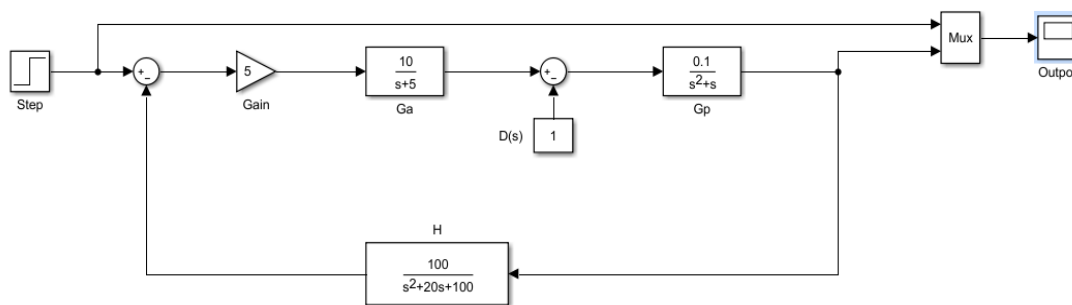 Mux
+
-
5
10
s+5
+
-
0.1
s²+s
Step
Gain
Ga
Gp
Outpo
D(s)
1
H
100
s²+20s+100